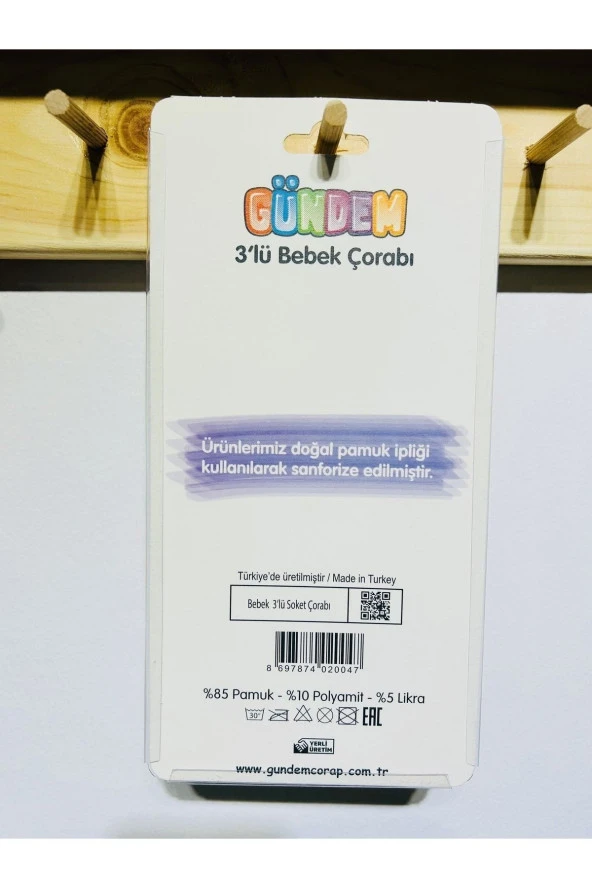 GÜNDEM
3'lü Bebek Çorabı
Ürünlerimiz doğal pamuk ipliği
kullanılarak sanforize edilmiştir.
Türkiye'de üretilmiştir / Made in Turkey
Bebek 3'lü Soket Çorabı
8 697874 020047
%85 Pamuk - %10 Polyamit - %5 Likra
30° EAC
YERLİ
ÜRETİM
www.gundemcorap.com.tr